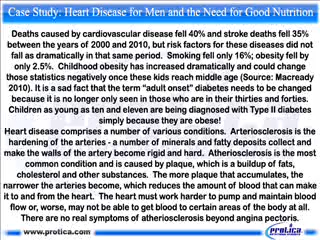 Case Study: Heart Disease for Men and the Need for Good Nutrition
Deaths caused by cardiovascular disease fell 40% and stroke deaths fell 35%
between the years of 2000 and 2010, but risk factors for these diseases did not
fall as dramatically in that same period. Smoking fell only 16%; obesity fell by
only 2.5%. Childhood obesity has increased dramatically and could change
those statistics negatively once these kids reach middle age (Source: Macready
2010). It is a sad fact that the term "adult onset" diabetes needs to be changed
because it is no longer only seen in those who are in their thirties and forties.
Children as young as ten and eleven are being diagnosed with Type II diabetes
simply because they are obese!
Heart disease comprises a number of various conditions. Arteriosclerosis is the
hardening of the arteries - a number of minerals and fatty deposits collect and
make the walls of the artery become rigid and hard. Atheriosclerosis is the most
common condition and is caused by plaque, which is a buildup of fats,
cholesterol and other substances. The more plaque that accumulates, the
narrower the arteries become, which reduces the amount of blood that can make
it to and from the heart. The heart must work harder to pump and maintain blood
flow or, worse, may not be able to get blood to certain areas of the body at all.
There are no real symptoms of atheriosclerosis beyond angina pectoris.
www.protica.com
protica